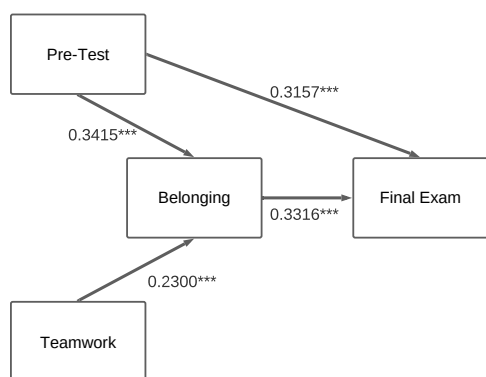 Pre-Test
0.3157***
0.3415***
Belonging
Final Exam
0.3316***
0.2300***
Teamwork